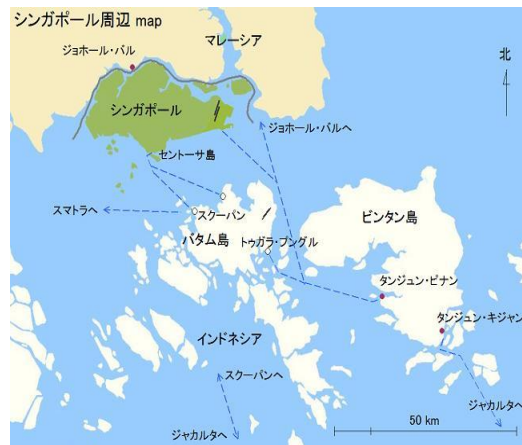 シンガポール周辺 map
マレーシア
ジョホール・バル
北
シンガポール
ジョホール・バルへ
セントーサ島
スマトラへ
スクーパン
ビンタン島
バタム島
トゥガラ・プングル
タンジュン・ピナン
タンジュン・キジャン
インドネシア
スクーパンへ
ジャカルタへ
50 km
ジャカルタへ